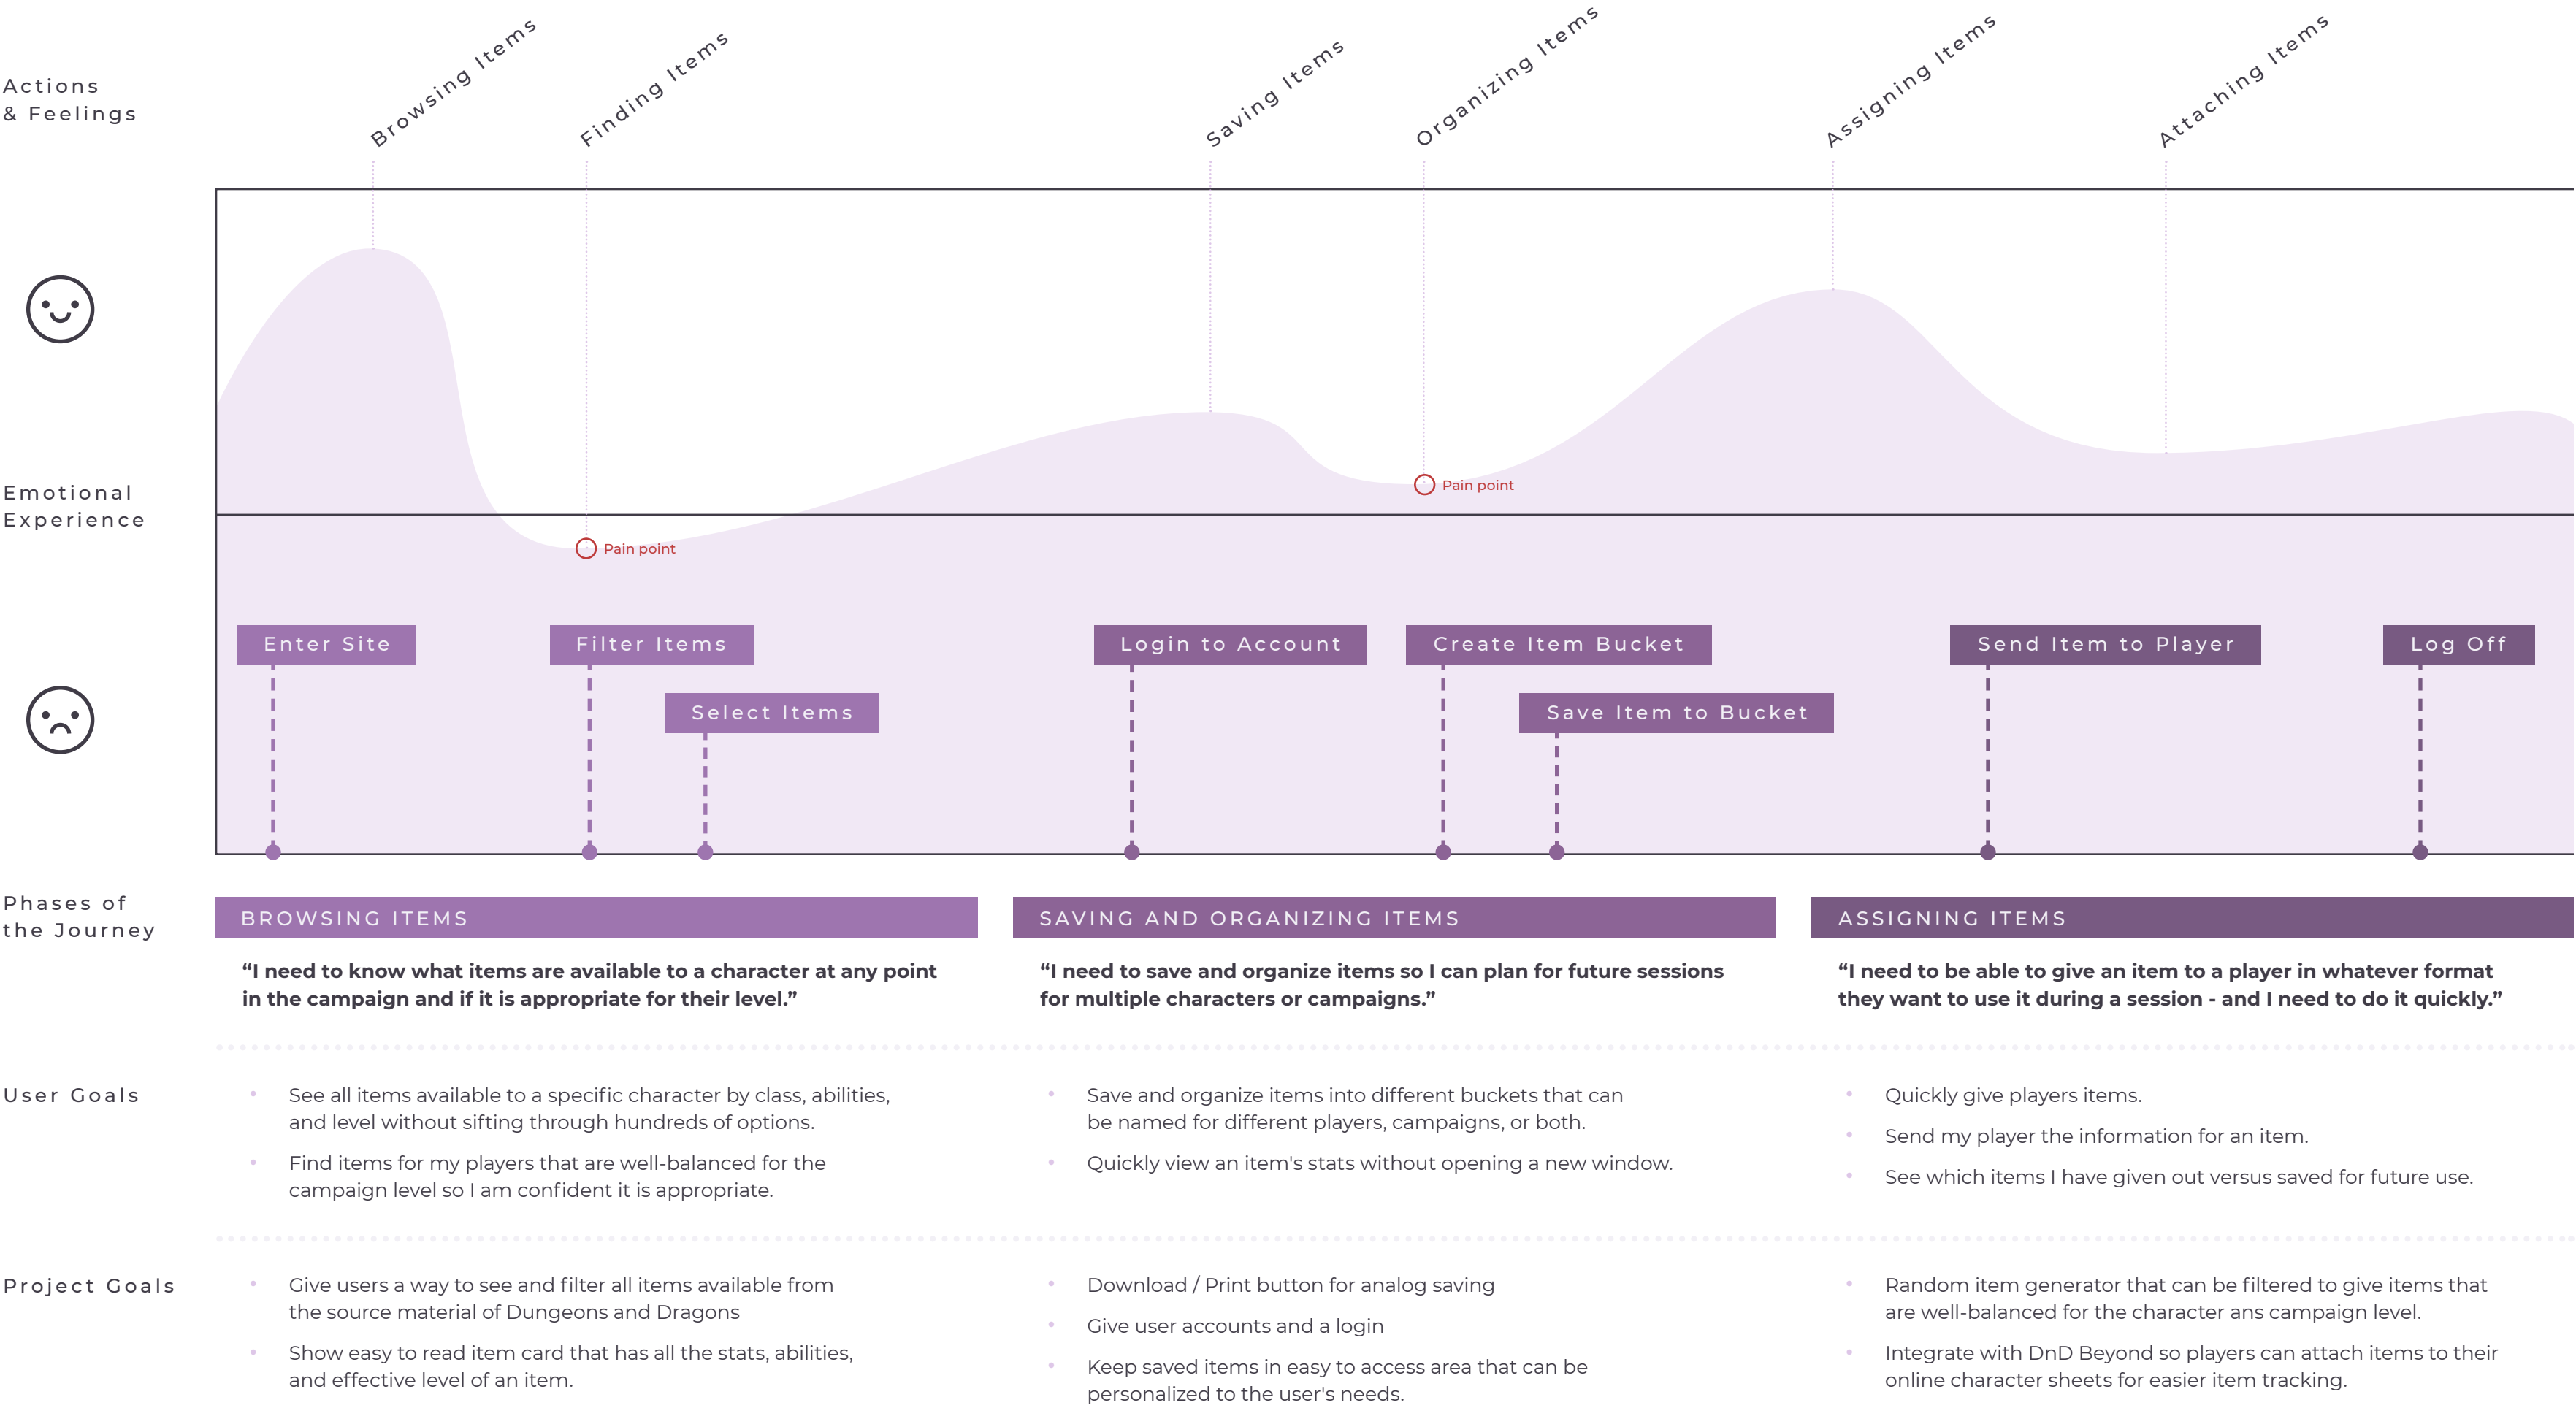 Actions
& Feelings
Browsing Items
Finding Items
Saving Items
Organizing Items
Assigning Items
Attaching Items
Emotional
Experience
Pain point
Pain point
Enter Site
Filter Items
Login to Account
Create Item Bucket
Send Item to Player
Log Off
Select Items
Save Item to Bucket
Phases of
the Journey
BROWSING ITEMS
“I need to know what items are available to a character at any point
in the campaign and if it is appropriate for their level.”
SAVING AND ORGANIZING ITEMS
“I need to save and organize items so I can plan for future sessions
for multiple characters or campaigns.”
ASSIGNING ITEMS
“I need to be able to give an item to a player in whatever format
they want to use it during a session - and I need to do it quickly.”
User Goals
• See all items available to a specific character by class, abilities,
and level without sifting through hundreds of options.
• Find items for my players that are well-balanced for the
campaign level so I am confident it is appropriate.
• Save and organize items into different buckets that can
be named for different players, campaigns, or both.
• Quickly view an item's stats without opening a new window.
• Quickly give players items.
• Send my player the information for an item.
• See which items I have given out versus saved for future use.
Project Goals
• Give users a way to see and filter all items available from
the source material of Dungeons and Dragons
• Show easy to read item card that has all the stats, abilities,
and effective level of an item.
• Download / Print button for analog saving
• Give user accounts and a login
• Keep saved items in easy to access area that can be
personalized to the user's needs.
• Random item generator that can be filtered to give items that
are well-balanced for the character ans campaign level.
• Integrate with DnD Beyond so players can attach items to their
online character sheets for easier item tracking.